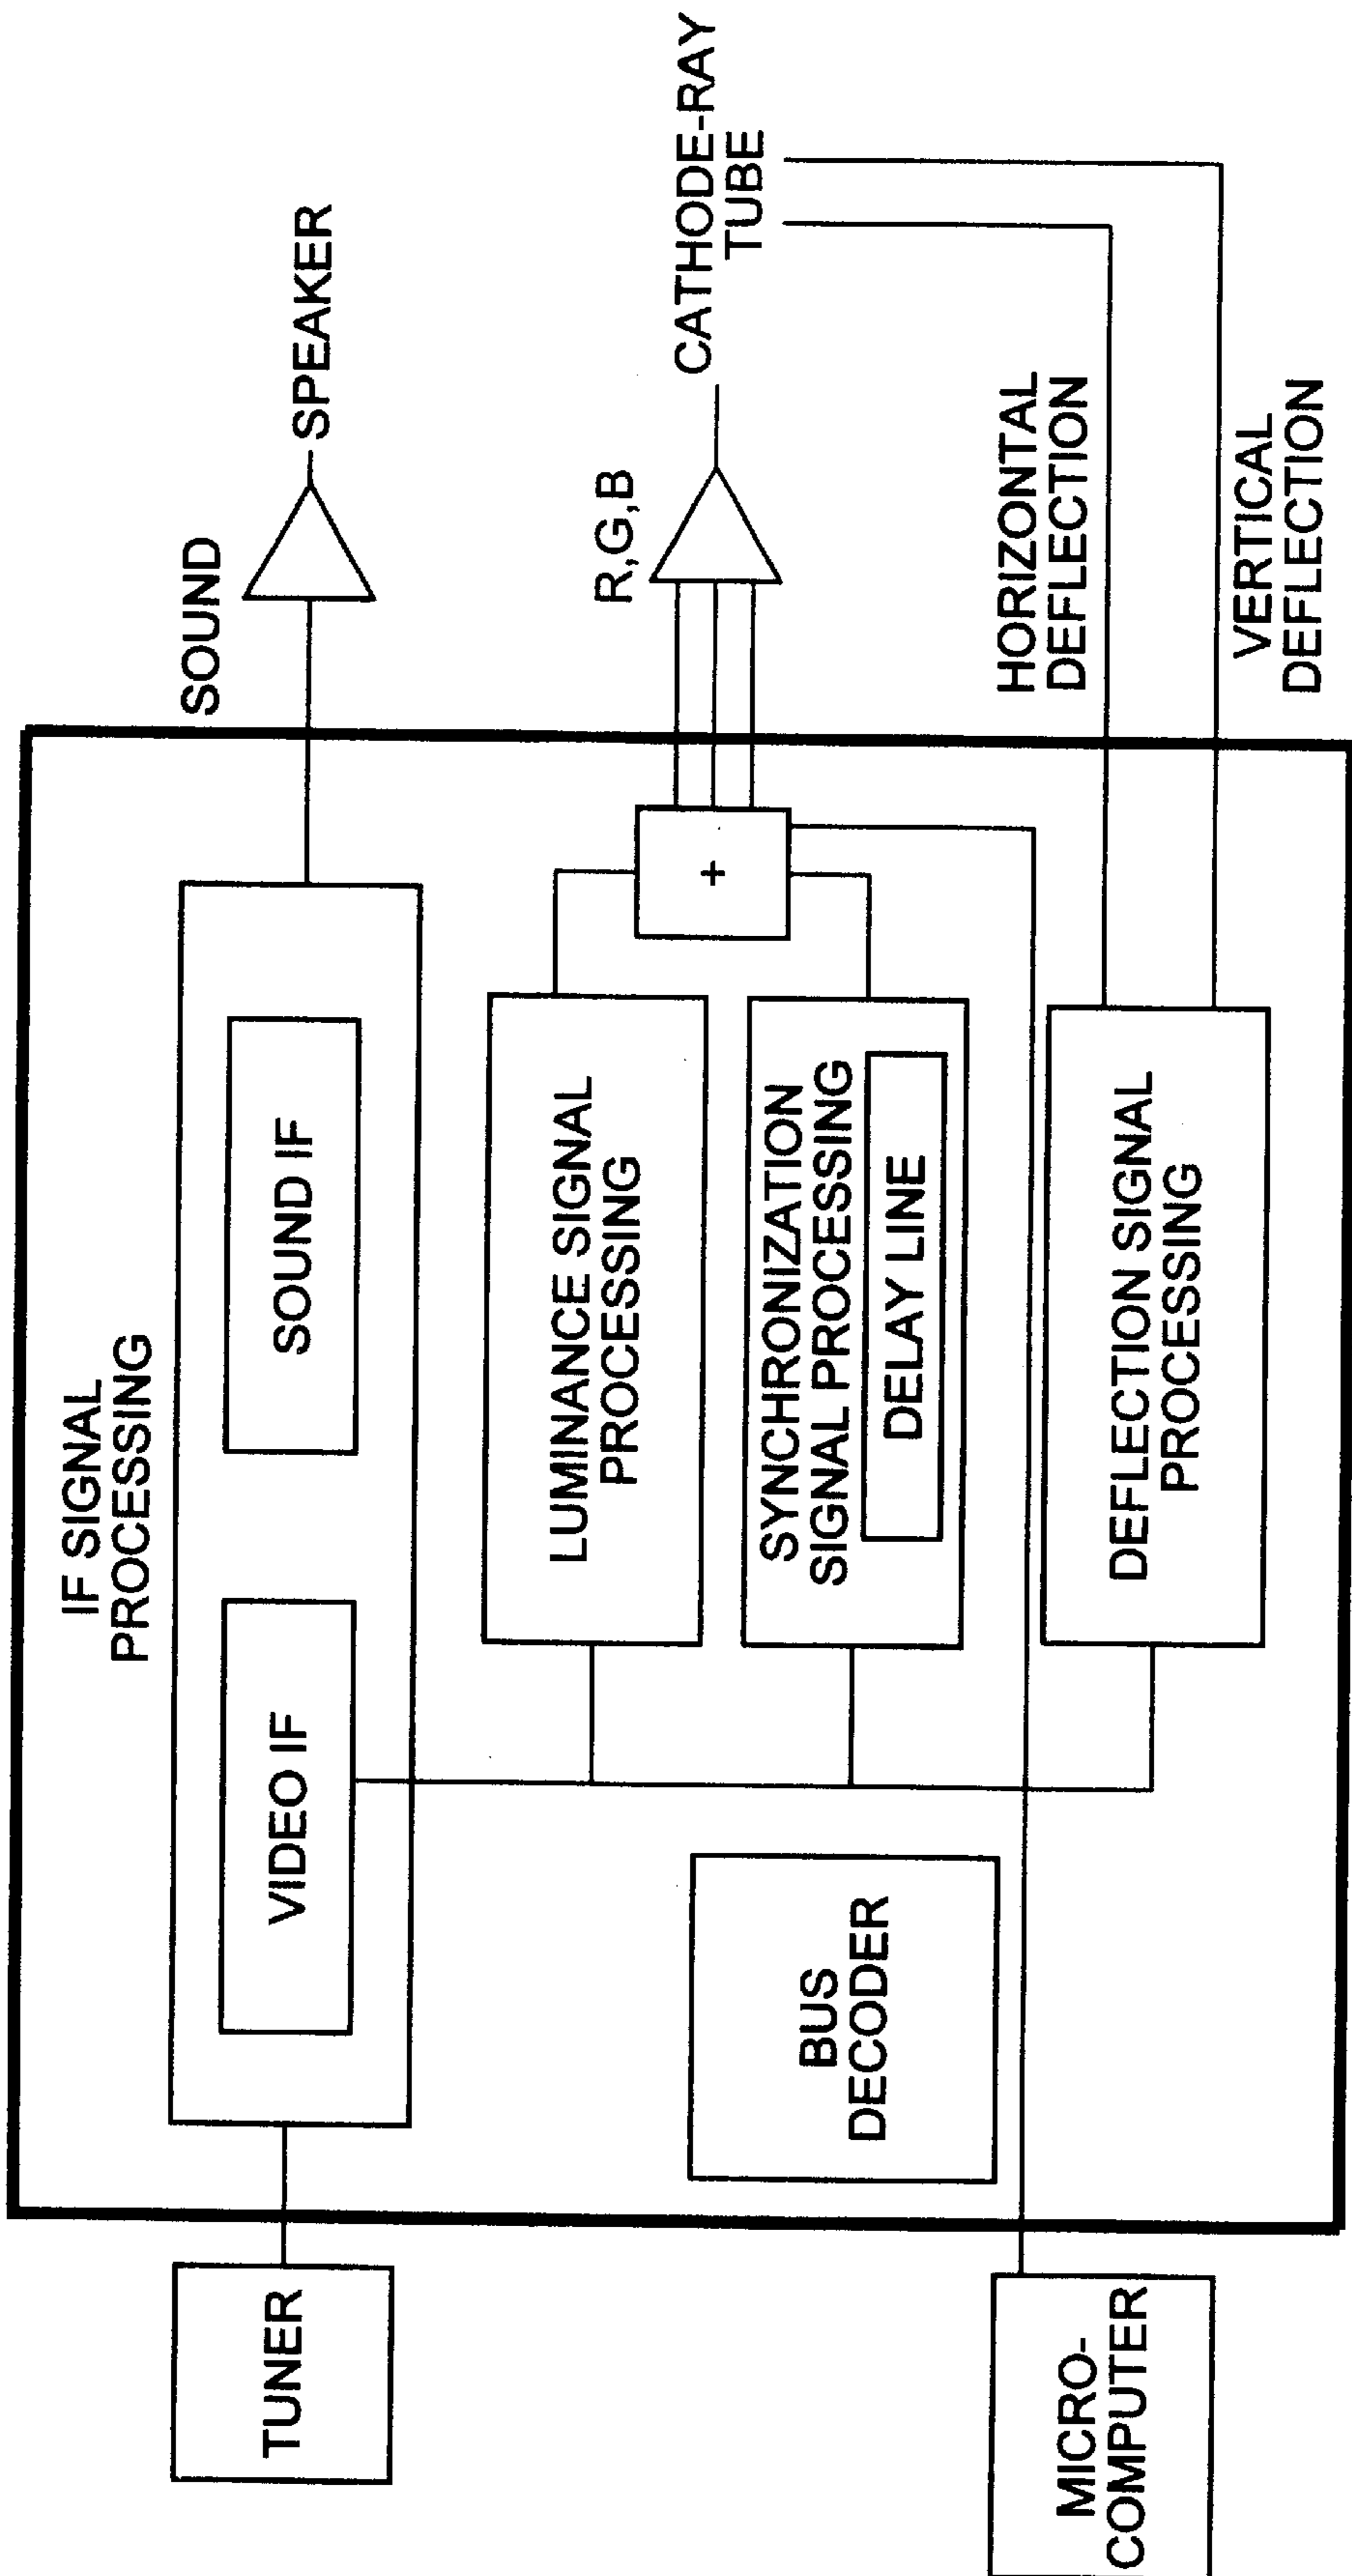 IF SIGNAL
PROCESSING
SOUND
SPEAKER
TUNER
VIDEO IF
SOUND IF
R,G,B
CATHODE-RAY
TUBE
LUMINANCE SIGNAL
PROCESSING
+
SYNCHRONIZATION
SIGNAL PROCESSING
DELAY LINE
BUS
DECODER
HORIZONTAL
DEFLECTION
MICRO-
COMPUTER
DEFLECTION SIGNAL
PROCESSING
VERTICAL
DEFLECTION